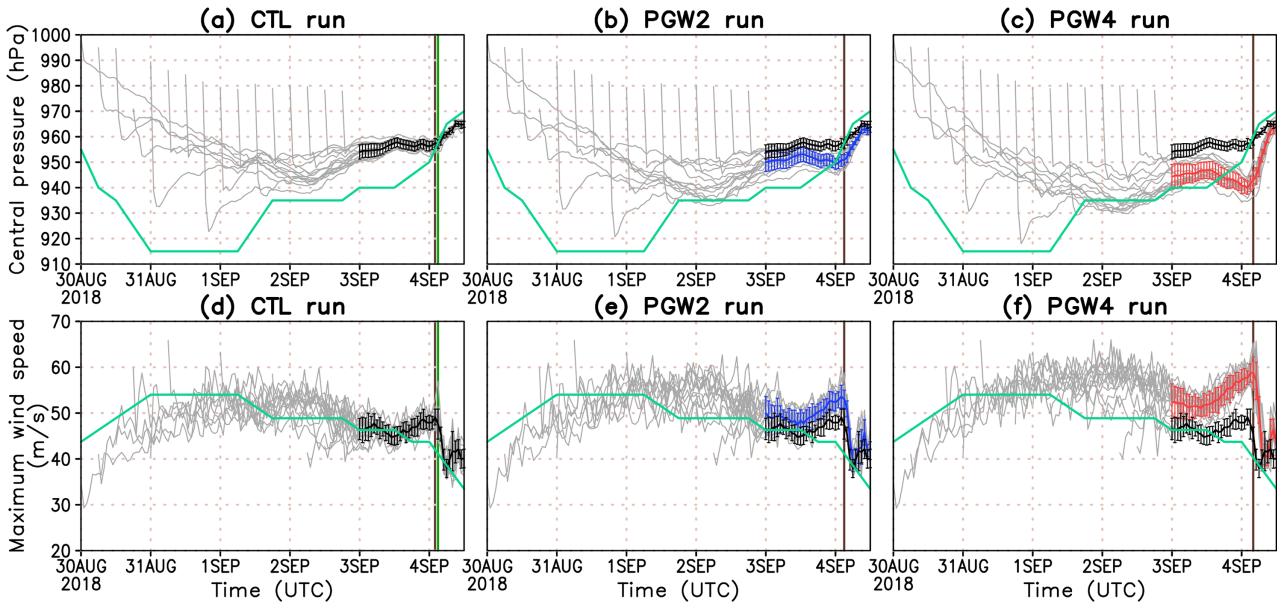 (a) CTL run (b) PGW2 run (c) PGW4 run
Central pressure (hPa)
1000
990
980
970
960
950
940
930
920
910
30AUG 31AUG 1SEP 2SEP 3SEP 4SEP 30AUG 31AUG 1SEP 2SEP 3SEP 4SEP 30AUG 31AUG 1SEP 2SEP 3SEP 4SEP
2018 2018 2018
(d) CTL run (e) PGW2 run (f) PGW4 run
Maximum wind speed
(m/s)
70
60
50
40
30
20
30AUG 31AUG 1SEP 2SEP 3SEP 4SEP 30AUG 31AUG 1SEP 2SEP 3SEP 4SEP 30AUG 31AUG 1SEP 2SEP 3SEP 4SEP
2018 Time (UTC) 2018 Time (UTC) 2018 Time (UTC)